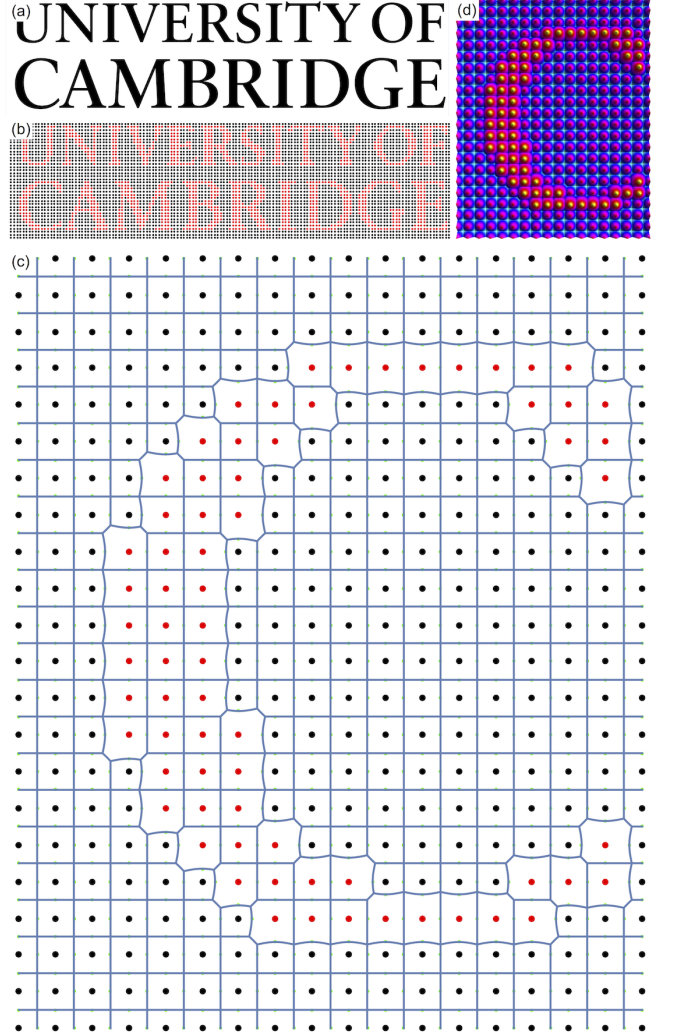 (a)
UNIVERSITY OF
CAMBRIDGE
(b)
UNIVERSITY OF
CAMBRIDGE
(c)
(d)
C